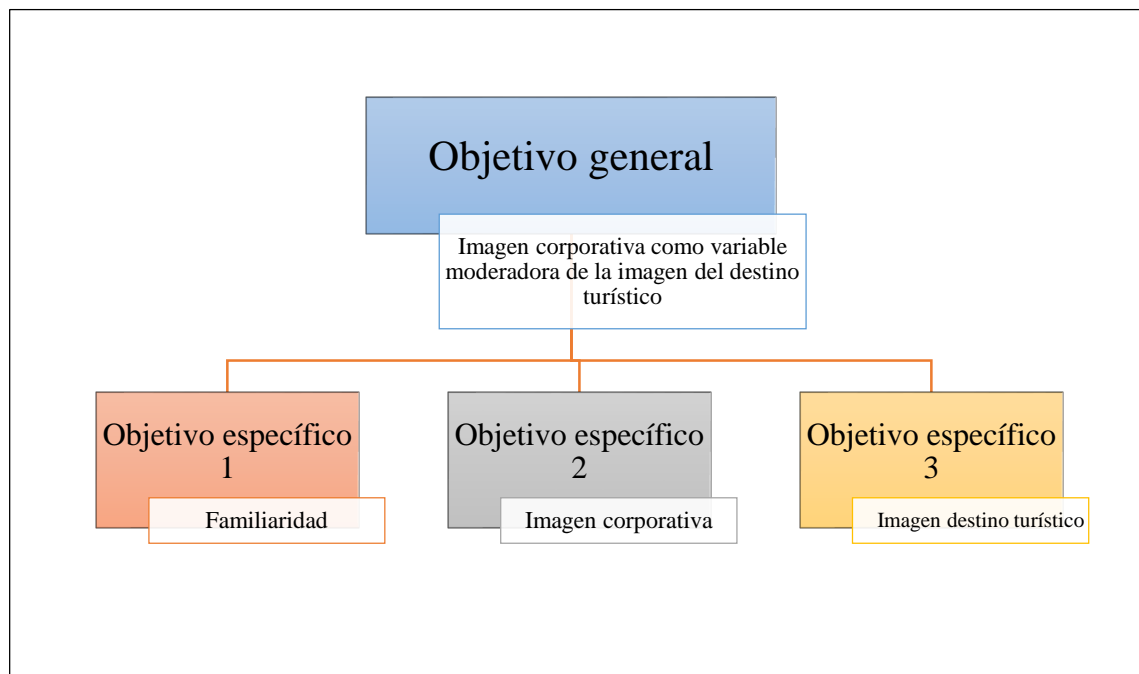 Objetivo general
Imagen corporativa como variable
moderadora de la imagen del destino
turístico
Objetivo específico
1
Familiaridad
Objetivo específico
2
Imagen corporativa
Objetivo específico
3
Imagen destino turístico